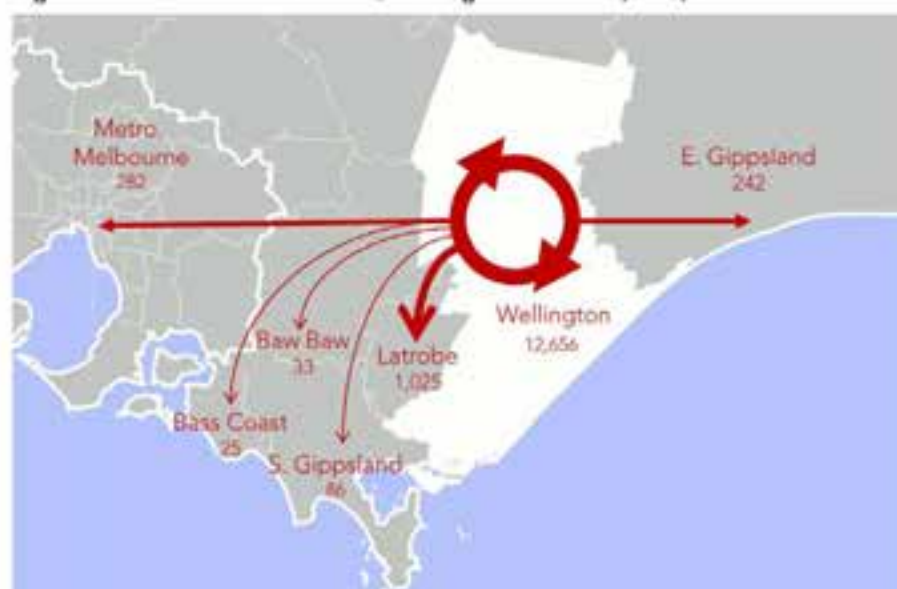 Metro.
Melbourne
282
E. Gippsland
242
Wellington
12,656
Baw Baw
33
Latrobe
1,025
Bass Coast
25
S. Gippsland
86